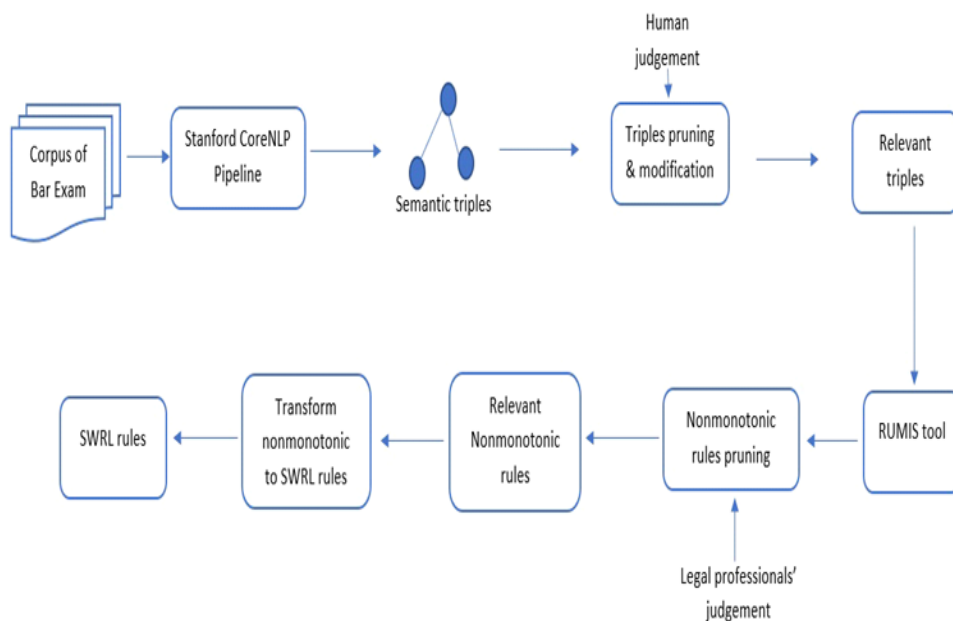 Human
judgement
Corpus of
Bar Exam
Stanford CoreNLP
Pipeline
Semantic triples
Triples pruning
& modification
Relevant
triples
RUMIS tool
Nonmonotonic
rules pruning
Legal professionals'
judgement
Relevant
Nonmonotonic
rules
Transform
nonmonotonic
to SWRL rules
SWRL rules